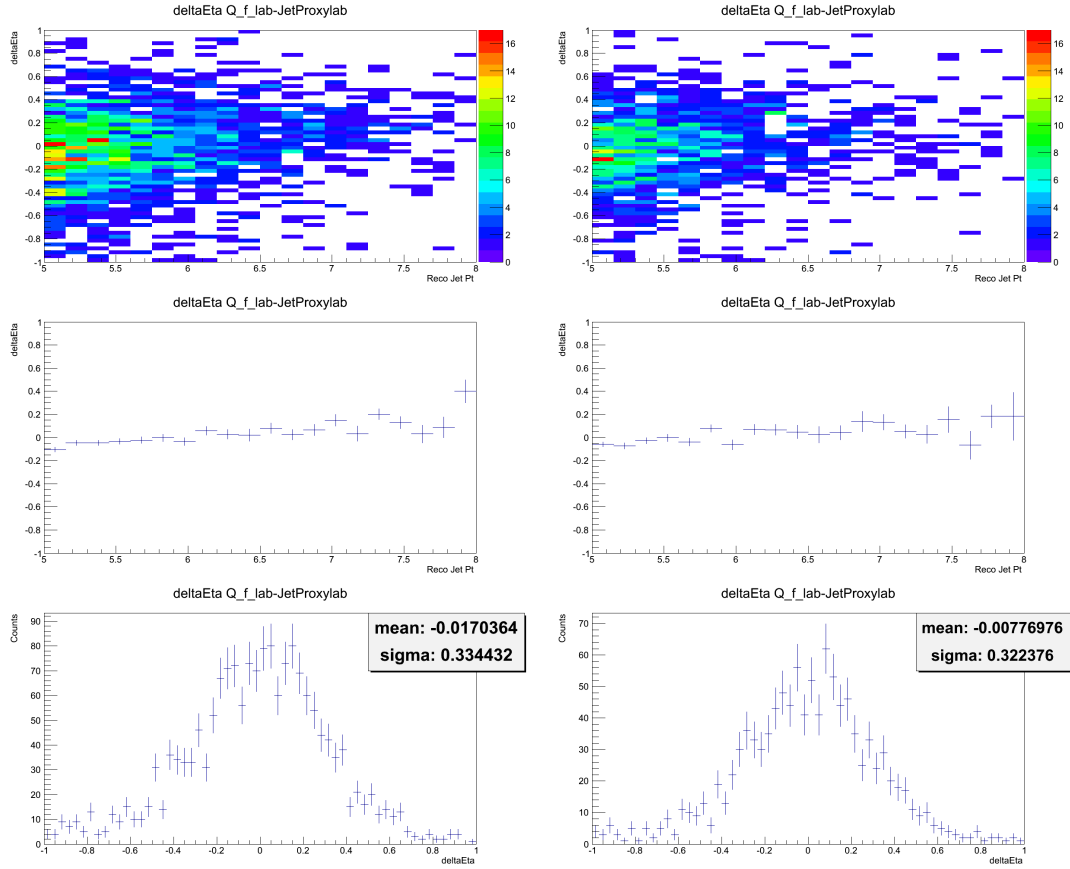 deltaEta Q_f_lab-JetProxylab
deltaEta
1
0.8
0.6
0.4
0.2
0
-0.2
-0.4
-0.6
-0.8
-1
5 5.5 6 6.5 7 7.5 8
Reco Jet Pt
16
14
12
10
8
6
4
2
0
deltaEta Q_f_lab-JetProxylab
deltaEta
1
0.8
0.6
0.4
0.2
0
-0.2
-0.4
-0.6
-0.8
-1
5 5.5 6 6.5 7 7.5 8
Reco Jet Pt
16
14
12
10
8
6
4
2
0
deltaEta Q_f_lab-JetProxylab
deltaEta
1
0.8
0.6
0.4
0.2
0
-0.2
-0.4
-0.6
-0.8
-1
5 5.5 6 6.5 7 7.5 8
Reco Jet Pt
deltaEta Q_f_lab-JetProxylab
deltaEta
1
0.8
0.6
0.4
0.2
0
-0.2
-0.4
-0.6
-0.8
-1
5 5.5 6 6.5 7 7.5 8
Reco Jet Pt
deltaEta Q_f_lab-JetProxylab
Counts
mean: -0.0170364
sigma: 0.334432
90
80
70
60
50
40
30
20
10
0
-1 -0.8 -0.6 -0.4 -0.2 0 0.2 0.4 0.6 0.8 1
deltaEta
deltaEta Q_f_lab-JetProxylab
Counts
mean: -0.00776976
sigma: 0.322376
70
60
50
40
30
20
10
0
-1 -0.8 -0.6 -0.4 -0.2 0 0.2 0.4 0.6 0.8 1
deltaEta